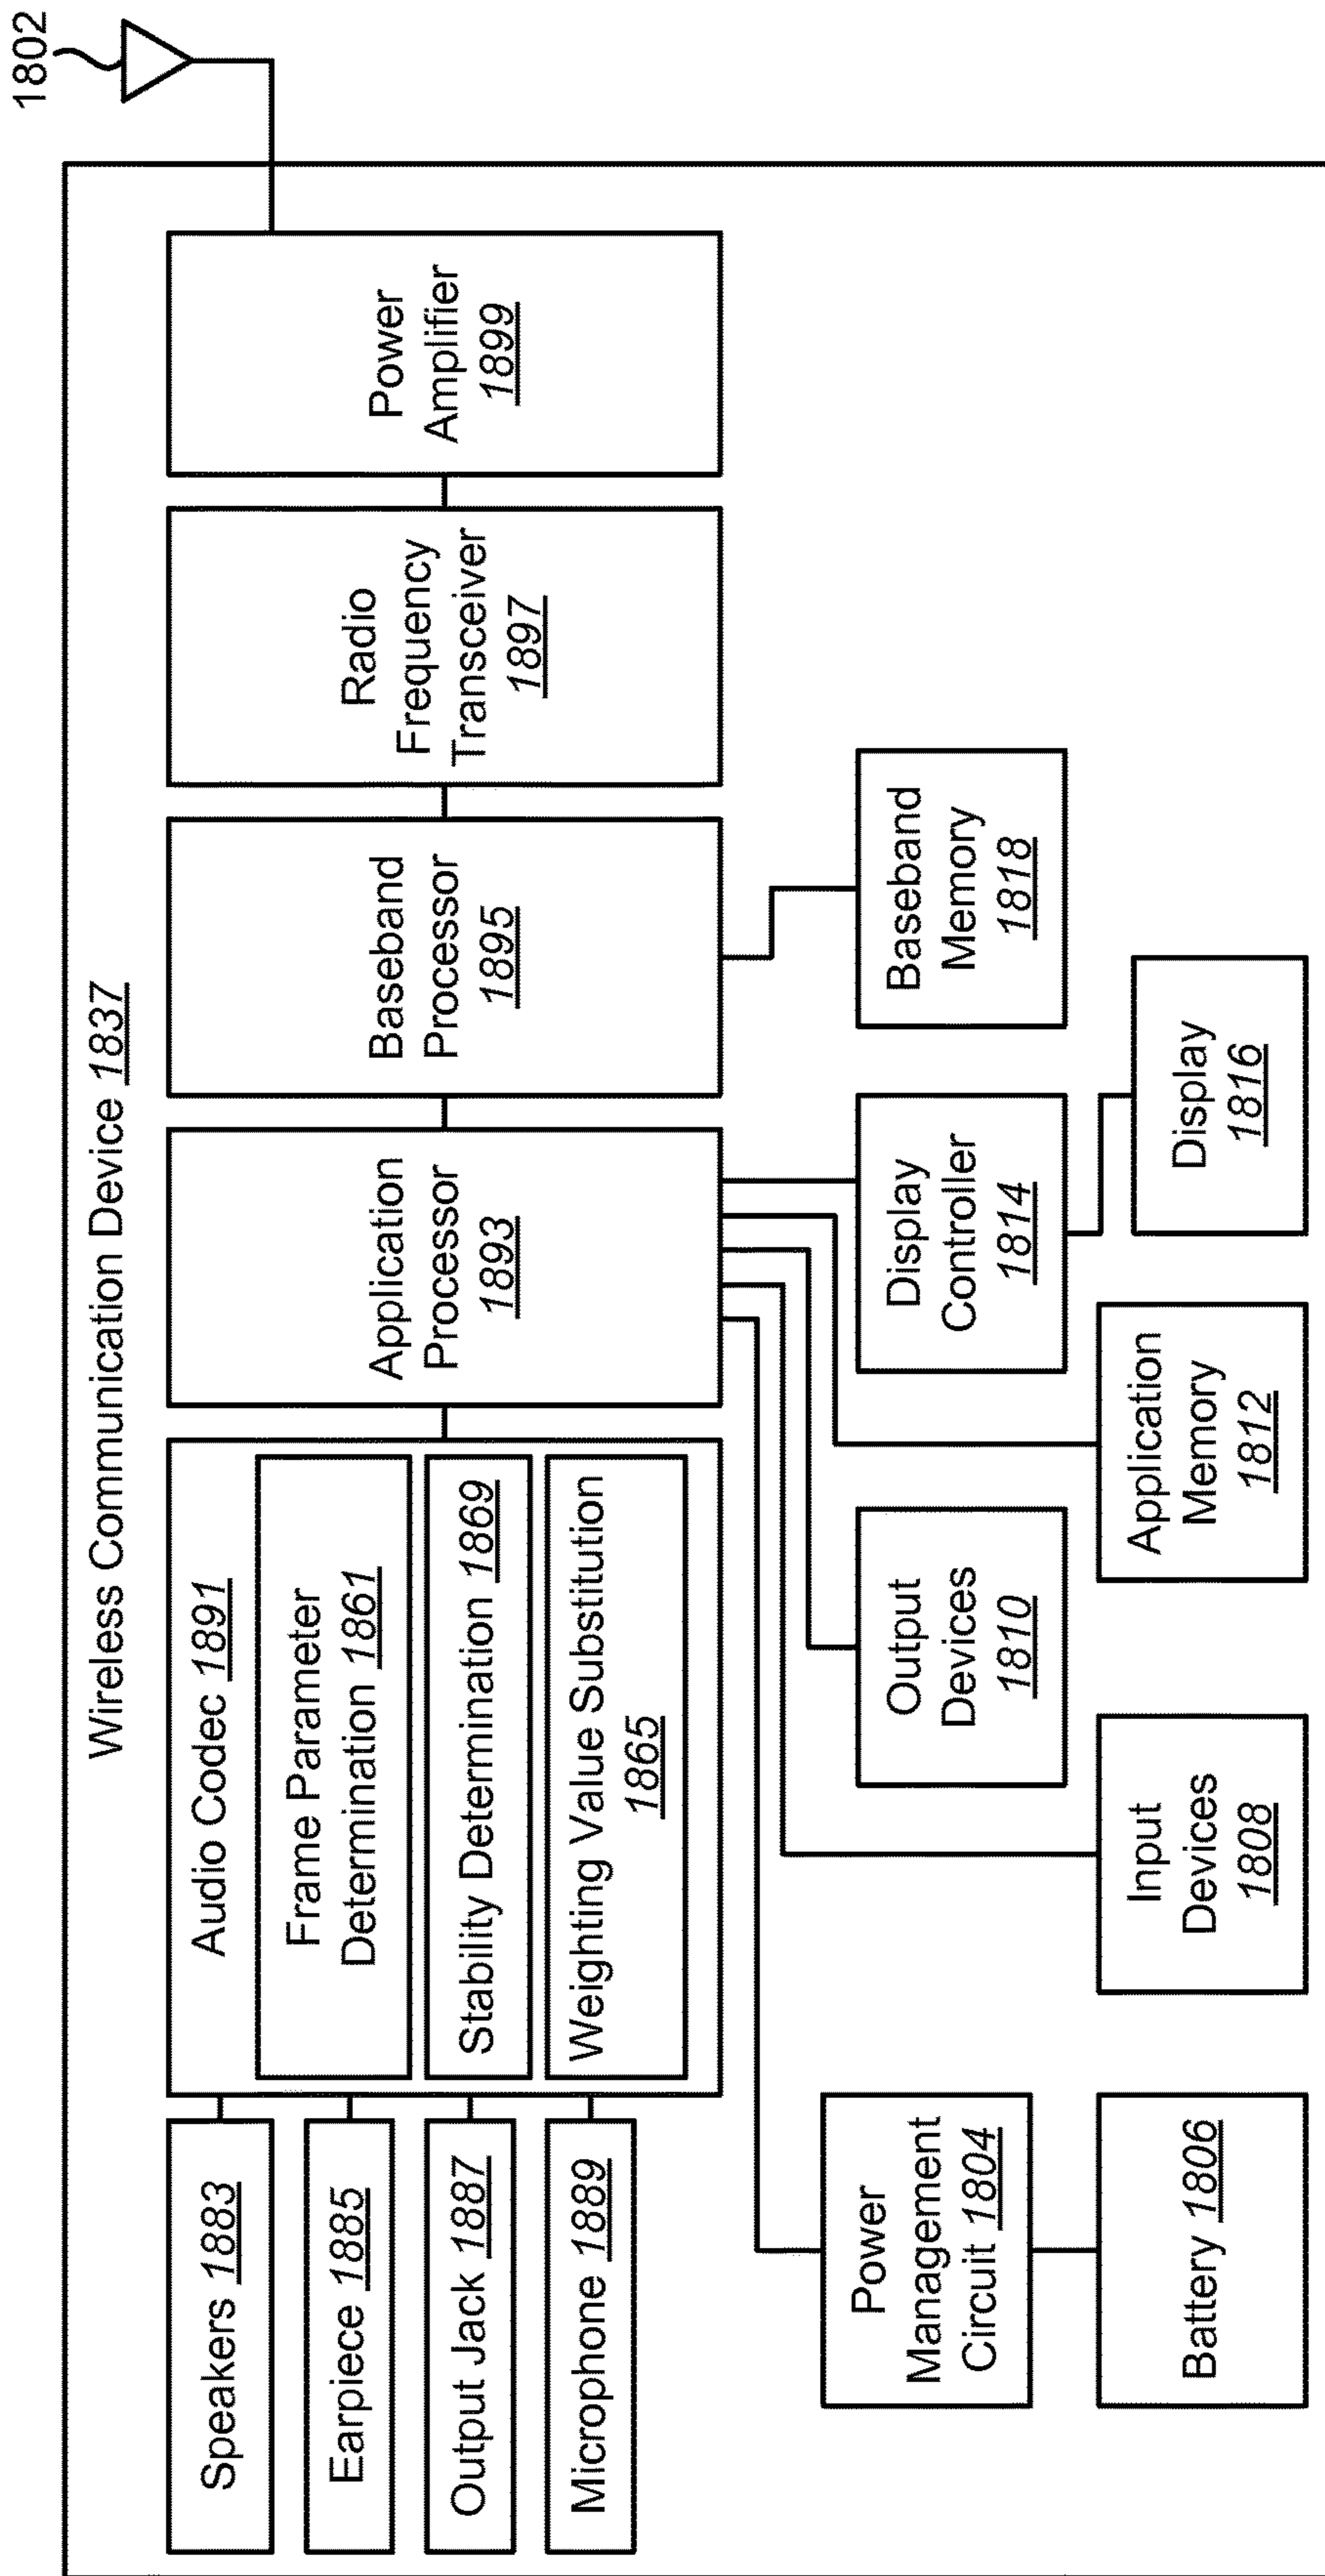 1802
Wireless Communication Device 1837
Speakers 1883
Earpiece 1885
Output Jack 1887
Microphone 1889
Audio Codec 1891
Frame Parameter
Determination 1861
Stability Determination 1869
Weighting Value Substitution
1865
Application
Processor
1893
Baseband
Processor
1895
Radio
Frequency
Transceiver
1897
Power
Amplifier
1899
Power
Management
Circuit 1804
Battery 1806
Input
Devices
1808
Output
Devices
1810
Application
Memory
1812
Display
Controller
1814
Display
1816
Baseband
Memory
1818